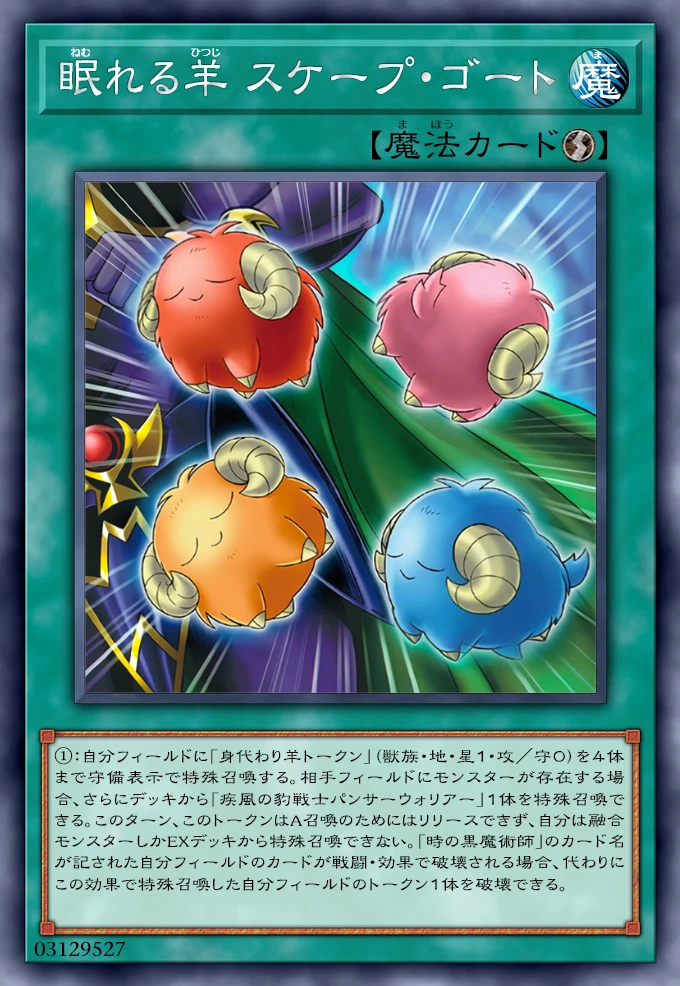 眠れる羊 スケープ・ゴート 魔
ねむ ひつじ ま
【魔法カード】
ま ほう
①:自分フィールドに「身代わり羊トークン」(獣族・地・星1・攻/守0)を4体
まで守備表示で特殊召喚する。相手フィールドにモンスターが存在する場
合、さらにデッキから「疾風の豹戦士パンサーウォリアー」1体を特殊召喚で
きる。このターン、このトークンはA召喚のためにはリリースできず、自分は融合
モンスターしかEXデッキから特殊召喚できない。「時の黒魔術師」のカード名
が記された自分フィールドのカードが戦闘・効果で破壊される場合、代わりに
この効果で特殊召喚した自分フィールドのトークン1体を破壊できる。
03129527